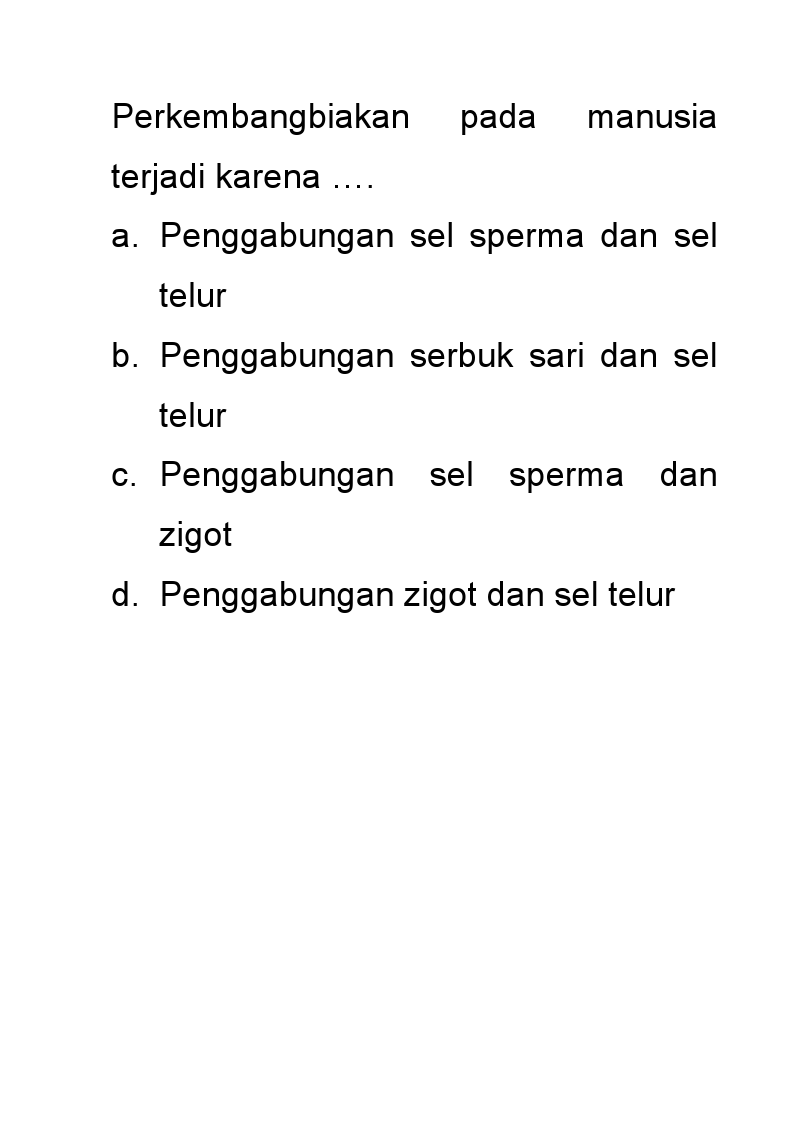 Perkembangbiakan pada manusia
terjadi karena ....
a. Penggabungan sel sperma dan sel
telur
b. Penggabungan serbuk sari dan sel
telur
c. Penggabungan sel sperma dan
zigot
d. Penggabungan zigot dan sel telur